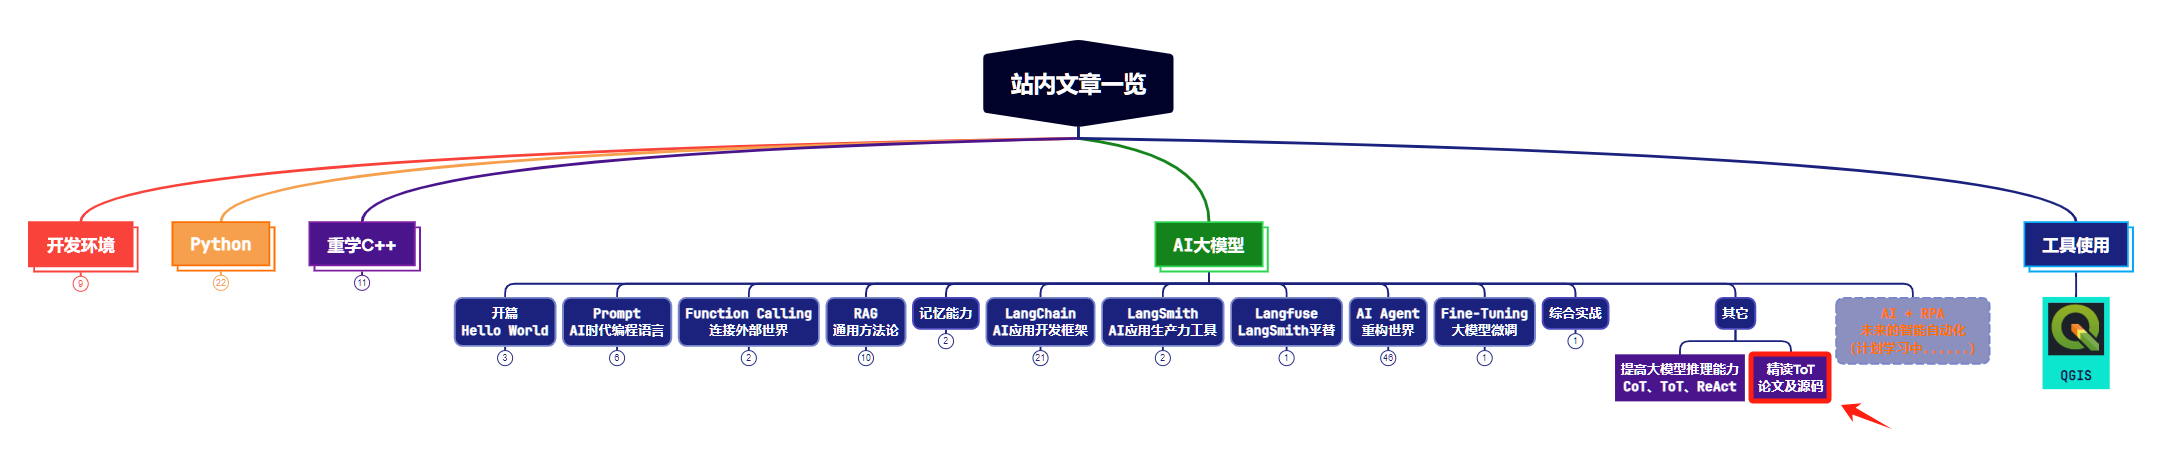 站内文章一览
开发环境
9
Python
22
重学C++
11
AI大模型
开篇
Hello World
3
Prompt
AI时代编程语言
6
Function Calling
连接外部世界
2
RAG
通用方法论
10
记忆能力
2
LangChain
AI应用开发框架
21
LangSmith
AI应用生产力工具
2
Langfuse
LangSmith平替
1
AI Agent
重构世界
46
Fine-Tuning
大模型微调
1
综合实战
1
其它
提高大模型推理能力
CoT、ToT、ReAct
精读ToT
论文及源码
AI + RPA
未来的智能自动化
(计划学习中......)
工具使用
QGIS